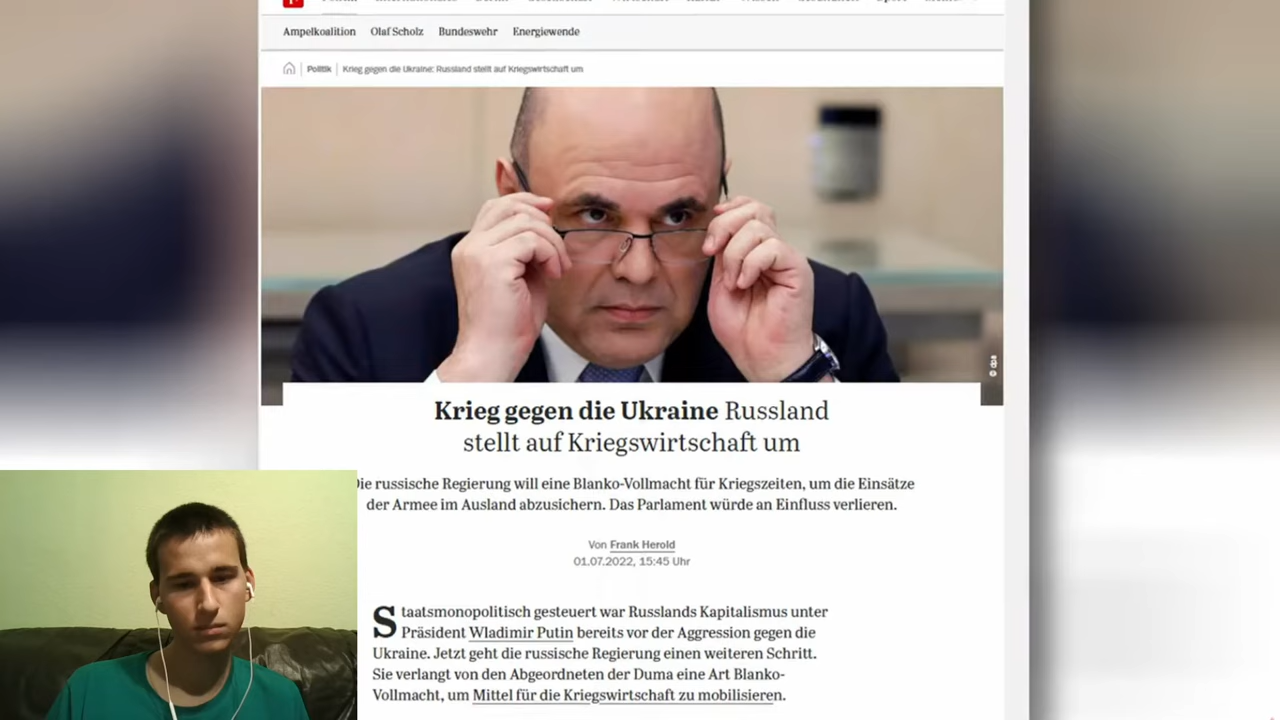 Ampelkoalition Olaf Scholz Bundeswehr Energiewende
Politik Krieg gegen die Ukraine: Russland stellt auf Kriegswirtschaft um
© dpa
Krieg gegen die Ukraine Russland
stellt auf Kriegswirtschaft um
ie russische Regierung will eine Blanko-Vollmacht für Kriegszeiten, um die Einsätze
der Armee im Ausland abzusichern. Das Parlament würde an Einfluss verlieren.
Von Frank Herold
01.07.2022, 15:45 Uhr
Staatsmonopolitisch gesteuert war Russlands Kapitalismus unter
Präsident Wladimir Putin bereits vor der Aggression gegen die
Ukraine. Jetzt geht die russische Regierung einen weiteren Schritt.
Sie verlangt von den Abgeordneten der Duma eine Art Blanko-
Vollmacht, um Mittel für die Kriegswirtschaft zu mobilisieren.